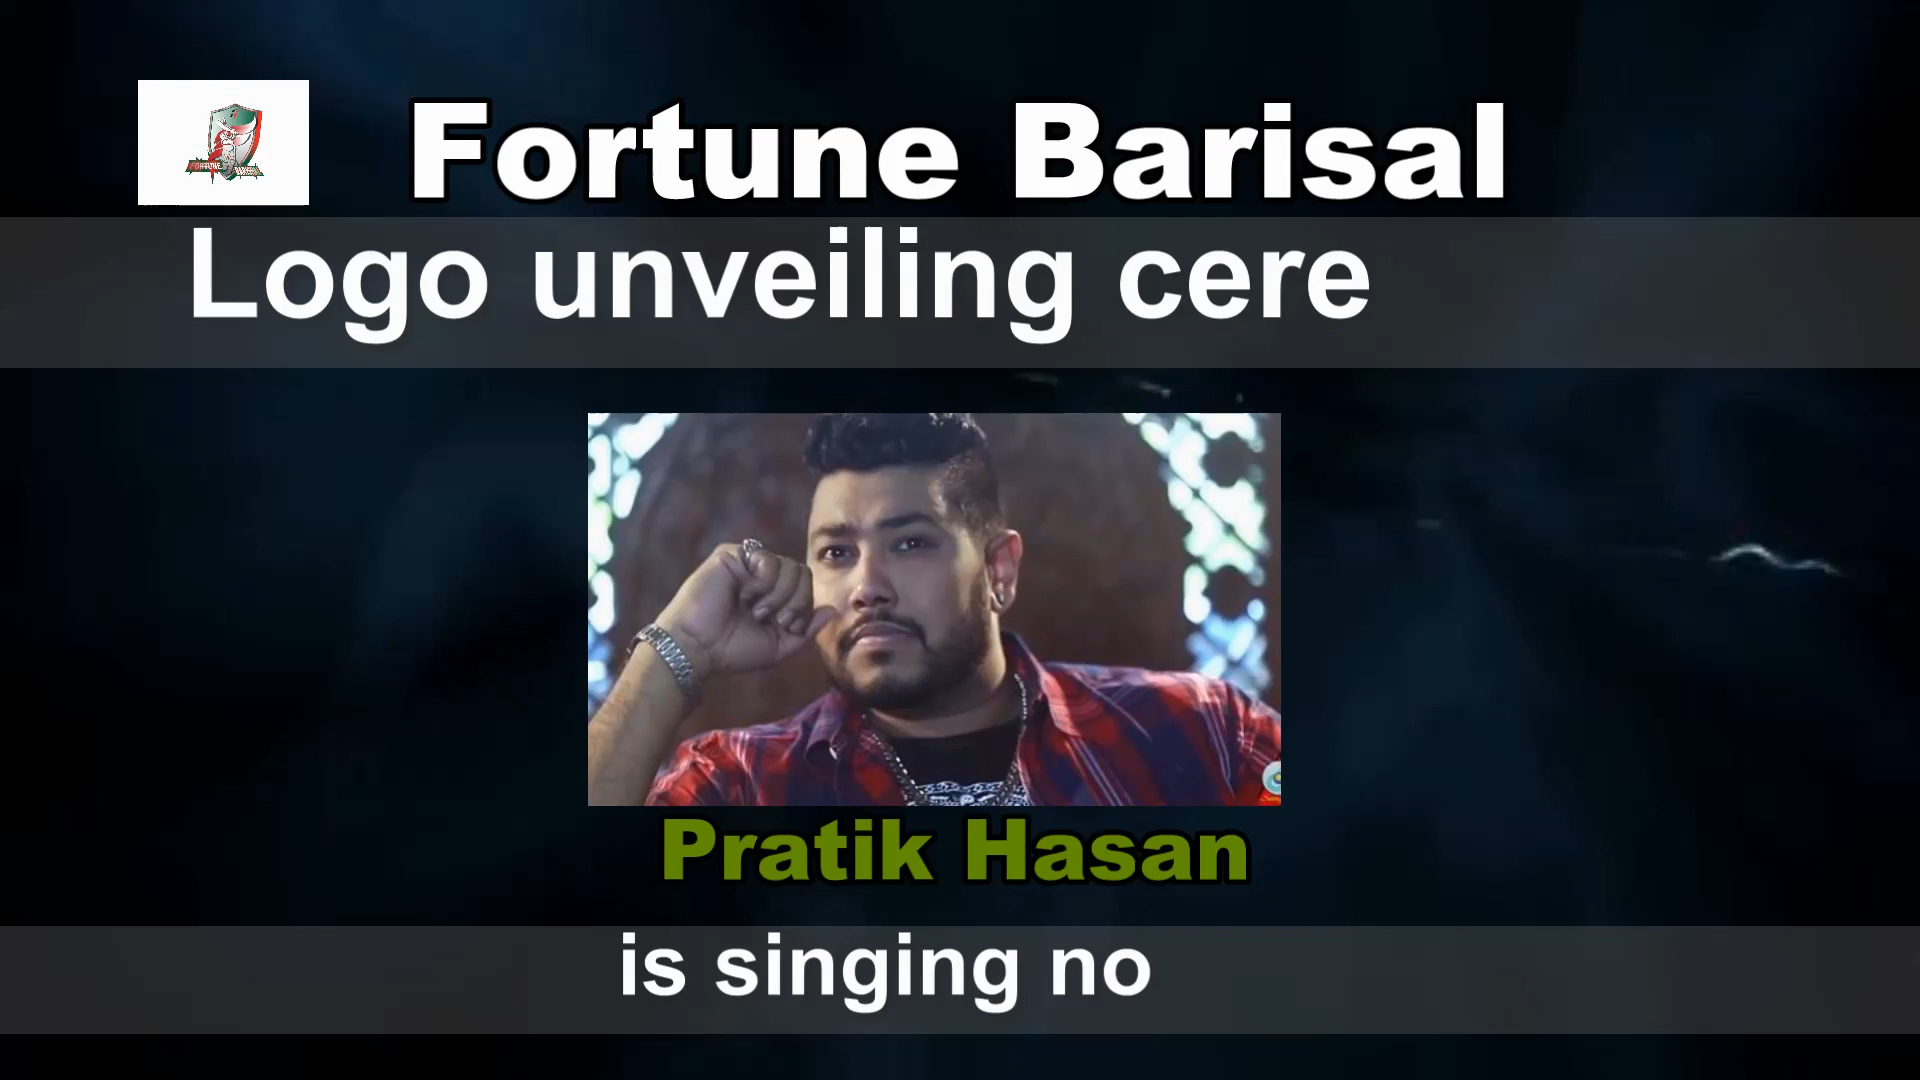 Fortune Barisal
Logo unveiling cere
Pratik Hasan
is singing no